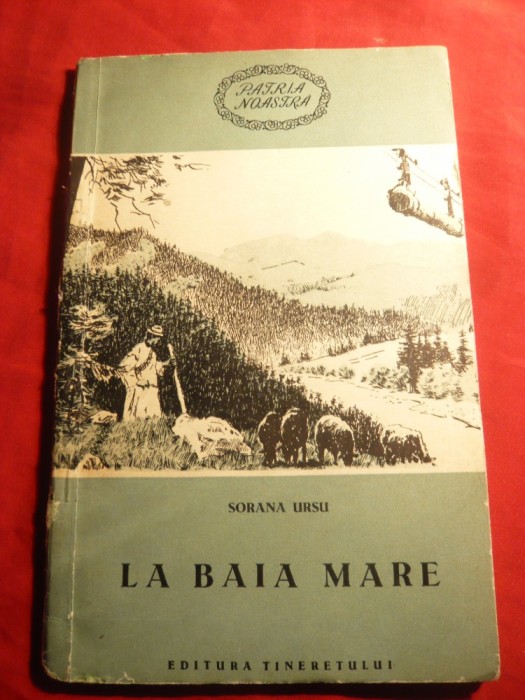 PATRIA
NOASTRA
SORANA URSU
LA BAIA MARE
EDITURA TINERETULUI